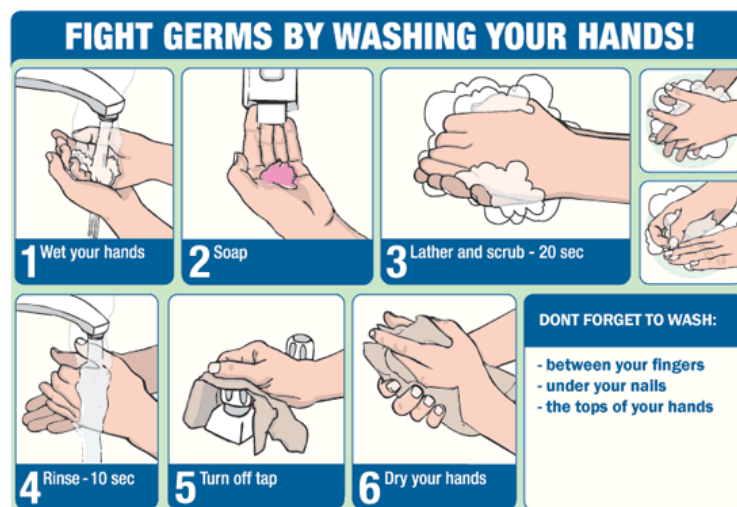 FIGHT GERMS BY WASHING YOUR HANDS!
1 Wet your hands
2 Soap
3 Lather and scrub - 20 sec
4 Rinse - 10 sec
5 Turn off tap
6 Dry your hands
DONT FORGET TO WASH:
- between your fingers
- under your nails
- the tops of your hands